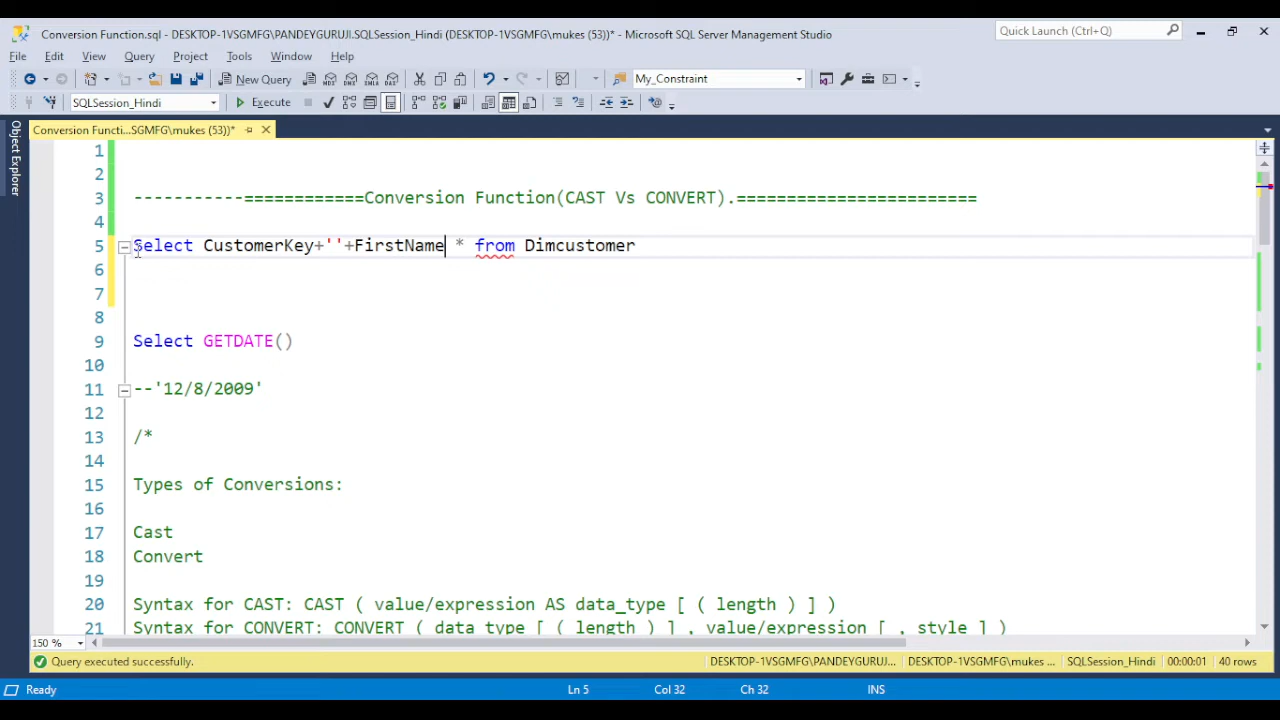 Conversion Function.sql - DESKTOP-1VSGMFG\PANDEYGURUJI.SQLSession_Hindi (DESKTOP-1VSGMFG\mukes (53))* - Microsoft SQL Server Management Studio
Quick Launch (Ctrl+Q)
File Edit View Query Project Tools Window Help
New Query
My_Constraint
SQLSession_Hindi
Execute
Conversion Functi...SGMFG\mukes (53))*
Object Explorer
1
2
3 -----------============Conversion Function(CAST Vs CONVERT).========================
4
5 Select CustomerKey+''+FirstName * from Dimcustomer
6
7
8
9 Select GETDATE()
10
11 --'12/8/2009'
12
13 /*
14
15 Types of Conversions:
16
17 Cast
18 Convert
19
20 Syntax for CAST: CAST ( value/expression AS data_type [ ( length ) ] )
21 Syntax for CONVERT: CONVERT ( data_type [ ( length ) ] , value/expression [ , style ] )
150 %
Query executed successfully. DESKTOP-1VSGMFG\PANDEYGURUJ... DESKTOP-1VSGMFG\mukes ... SQLSession_Hindi 00:00:01 40 rows
Ready Ln 5 Col 32 Ch 32 INS